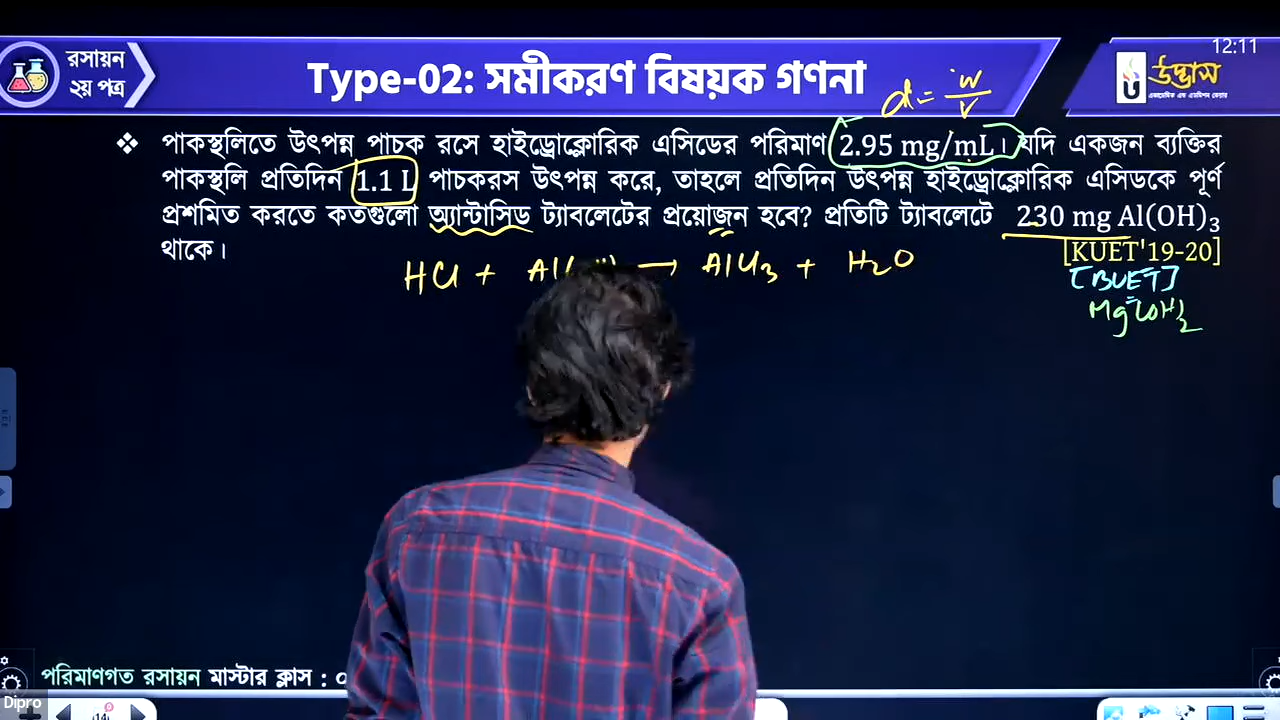 12:11
রসায়ন
২য় পত্র
Type-02: সমীকরণ বিষয়ক গণনা
উদ্ভাস
d = w/v
❖ পাকস্থলিতে উৎপন্ন পাচক রসে হাইড্রোক্লোরিক এসিডের পরিমাণ 2.95 mg/mL। যদি একজন ব্যক্তির
পাকস্থলি প্রতিদিন 1.1 L পাচকরস উৎপন্ন করে, তাহলে প্রতিদিন উৎপন্ন হাইড্রোক্লোরিক এসিডকে পূর্ণ
প্রশমিত করতে কতগুলো অ্যান্টাসিড ট্যাবলেটের প্রয়োজন হবে? প্রতিটি ট্যাবলেটে 230 mg Al(OH)₃
থাকে।
[KUET'19-20]
HCl + Al → AlCl₃ + H₂O
[BUET]
Mg(OH)₂
পরিমাণগত রসায়ন মাস্টার ক্লাস :
Dipro